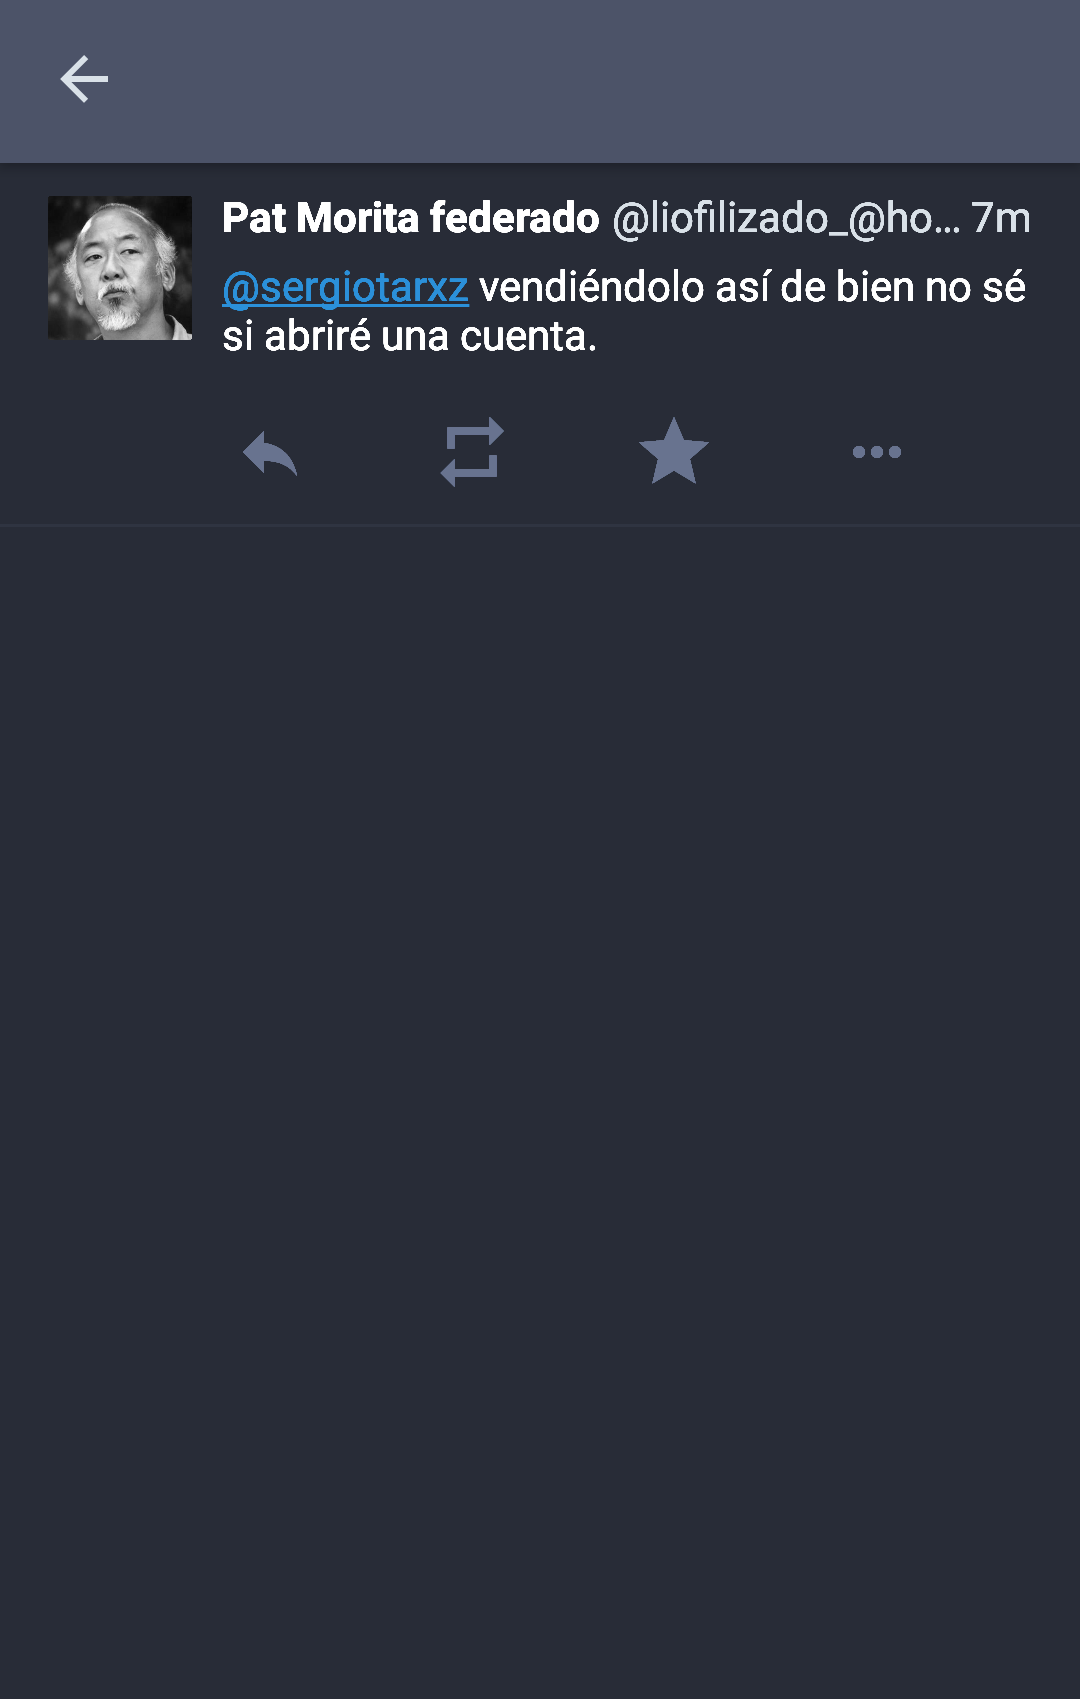 Pat Morita federado @liofilizado_@ho... 7m
@sergiotarxz vendiéndolo así de bien no sé
si abriré una cuenta.